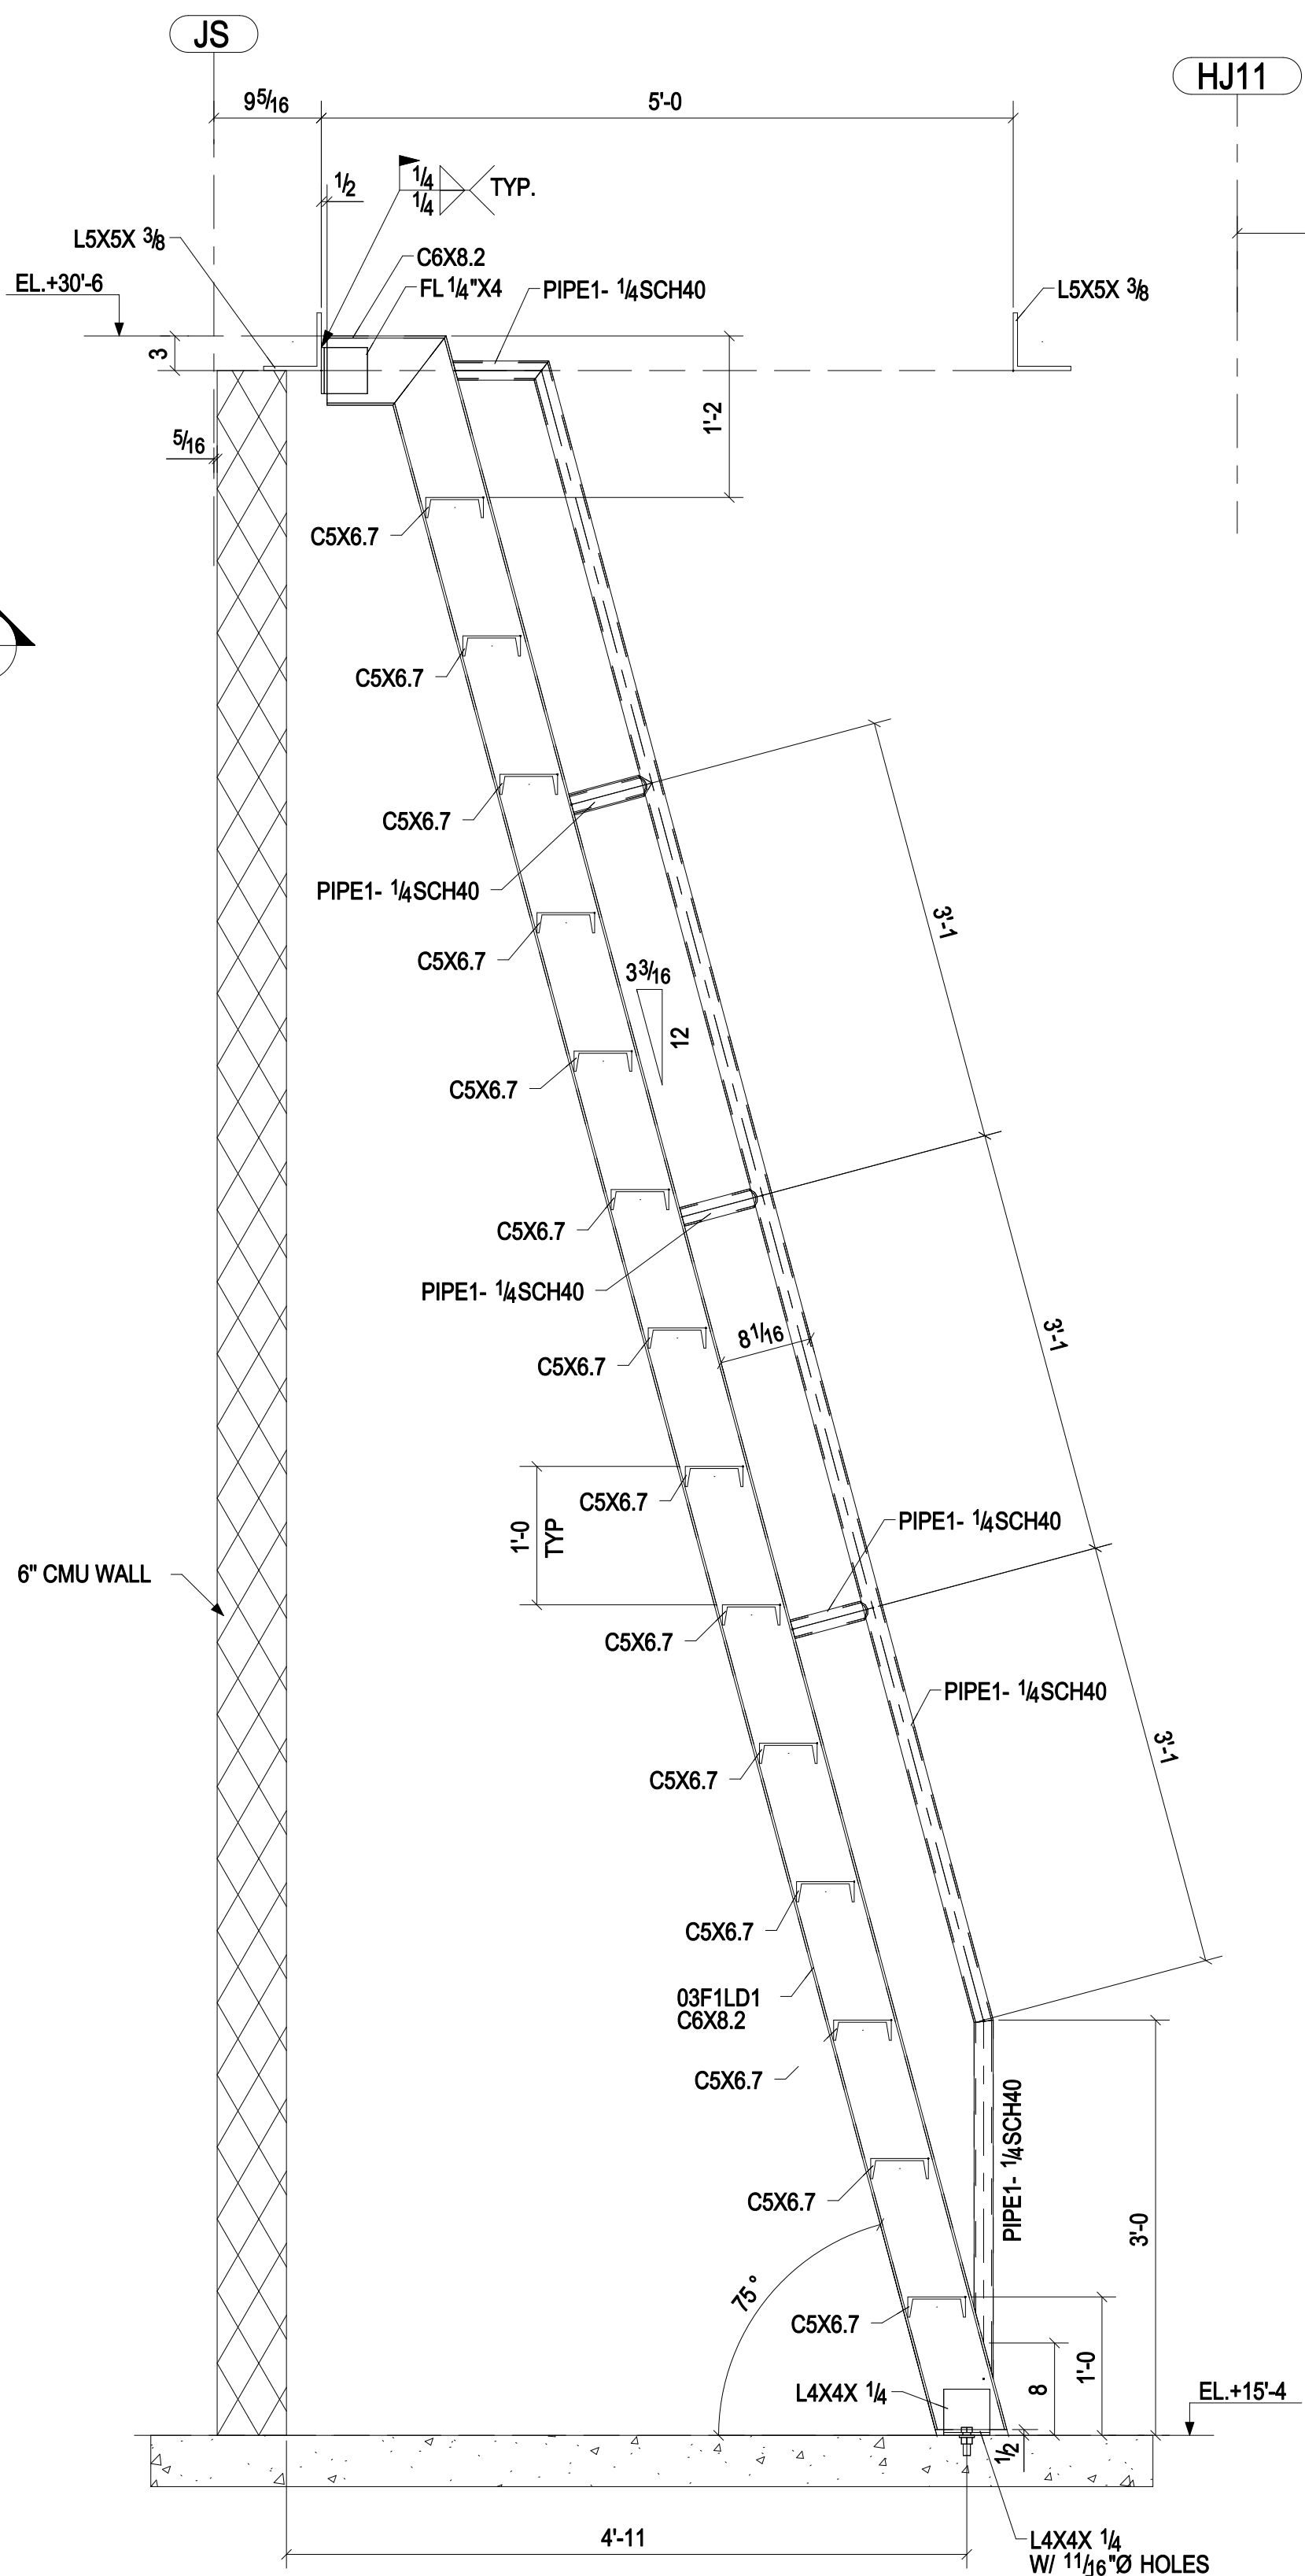 JS
HJ11
9 5/16
5'-0
1/2
1/4
1/4
TYP.
L5X5X 3/8
C6X8.2
FL 1/4"X4
PIPE1- 1/4SCH40
L5X5X 3/8
EL.+30'-6
3
1'-2
5/16
C5X6.7
C5X6.7
C5X6.7
PIPE1- 1/4SCH40
3'-1
C5X6.7
3 3/16
12
C5X6.7
C5X6.7
PIPE1- 1/4SCH40
3'-1
8 1/16
C5X6.7
C5X6.7
1'-0
TYP
PIPE1- 1/4SCH40
6" CMU WALL
C5X6.7
PIPE1- 1/4SCH40
3'-1
C5X6.7
C5X6.7
03F1LD1
C6X8.2
C5X6.7
PIPE1- 1/4SCH40
C5X6.7
3'-0
75°
C5X6.7
1'-0
8
L4X4X 1/4
EL.+15'-4
1/2
4'-11
L4X4X 1/4
W/ 11/16"Ø HOLES